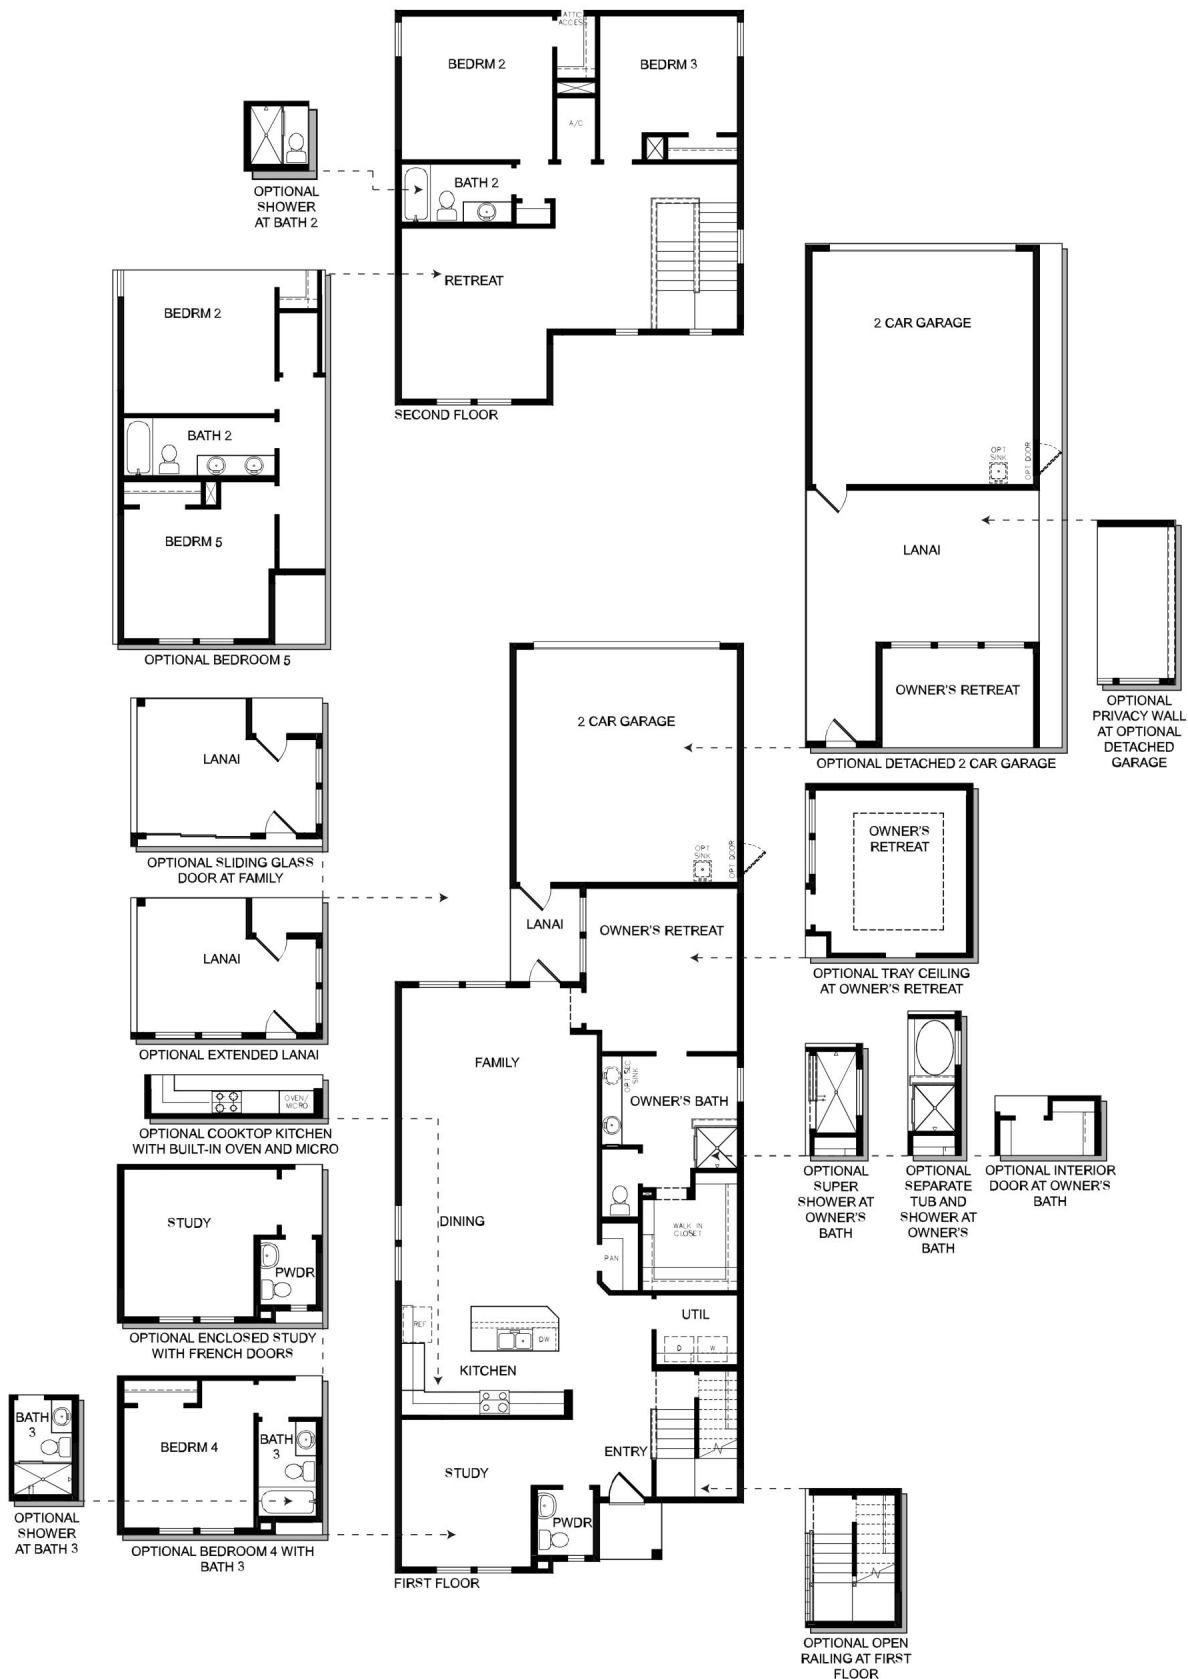 ATTIC
ACCESS
BEDRM 2
BEDRM 3
A/C
BATH 2
RETREAT
SECOND FLOOR
OPTIONAL
SHOWER
AT BATH 2
BEDRM 2
BATH 2
BEDRM 5
OPTIONAL BEDROOM 5
2 CAR GARAGE
OPT
SINK
OPT DOOR
LANAI
OWNER'S RETREAT
OPTIONAL DETACHED 2 CAR GARAGE
OPTIONAL
PRIVACY WALL
AT OPTIONAL
DETACHED
GARAGE
LANAI
OPTIONAL SLIDING GLASS
DOOR AT FAMILY
LANAI
OPTIONAL EXTENDED LANAI
OVEN/
MICRO
OPTIONAL COOKTOP KITCHEN
WITH BUILT-IN OVEN AND MICRO
STUDY
PWDR
OPTIONAL ENCLOSED STUDY
WITH FRENCH DOORS
BEDRM 4
BATH
3
OPTIONAL BEDROOM 4 WITH
BATH 3
BATH
3
OPTIONAL
SHOWER
AT BATH 3
2 CAR GARAGE
OPT
SINK
OPT DOOR
LANAI
OWNER'S RETREAT
FAMILY
OPT SEC
SINK
OWNER'S BATH
DINING
WALK IN
CLOSET
PAN
UTIL
D
W
REF
DW
KITCHEN
ENTRY
STUDY
PWDR
FIRST FLOOR
OWNER'S
RETREAT
OPTIONAL TRAY CEILING
AT OWNER'S RETREAT
OPTIONAL
SUPER
SHOWER AT
OWNER'S
BATH
OPTIONAL
SEPARATE
TUB AND
SHOWER AT
OWNER'S
BATH
OPTIONAL INTERIOR
DOOR AT OWNER'S
BATH
OPTIONAL OPEN
RAILING AT FIRST
FLOOR